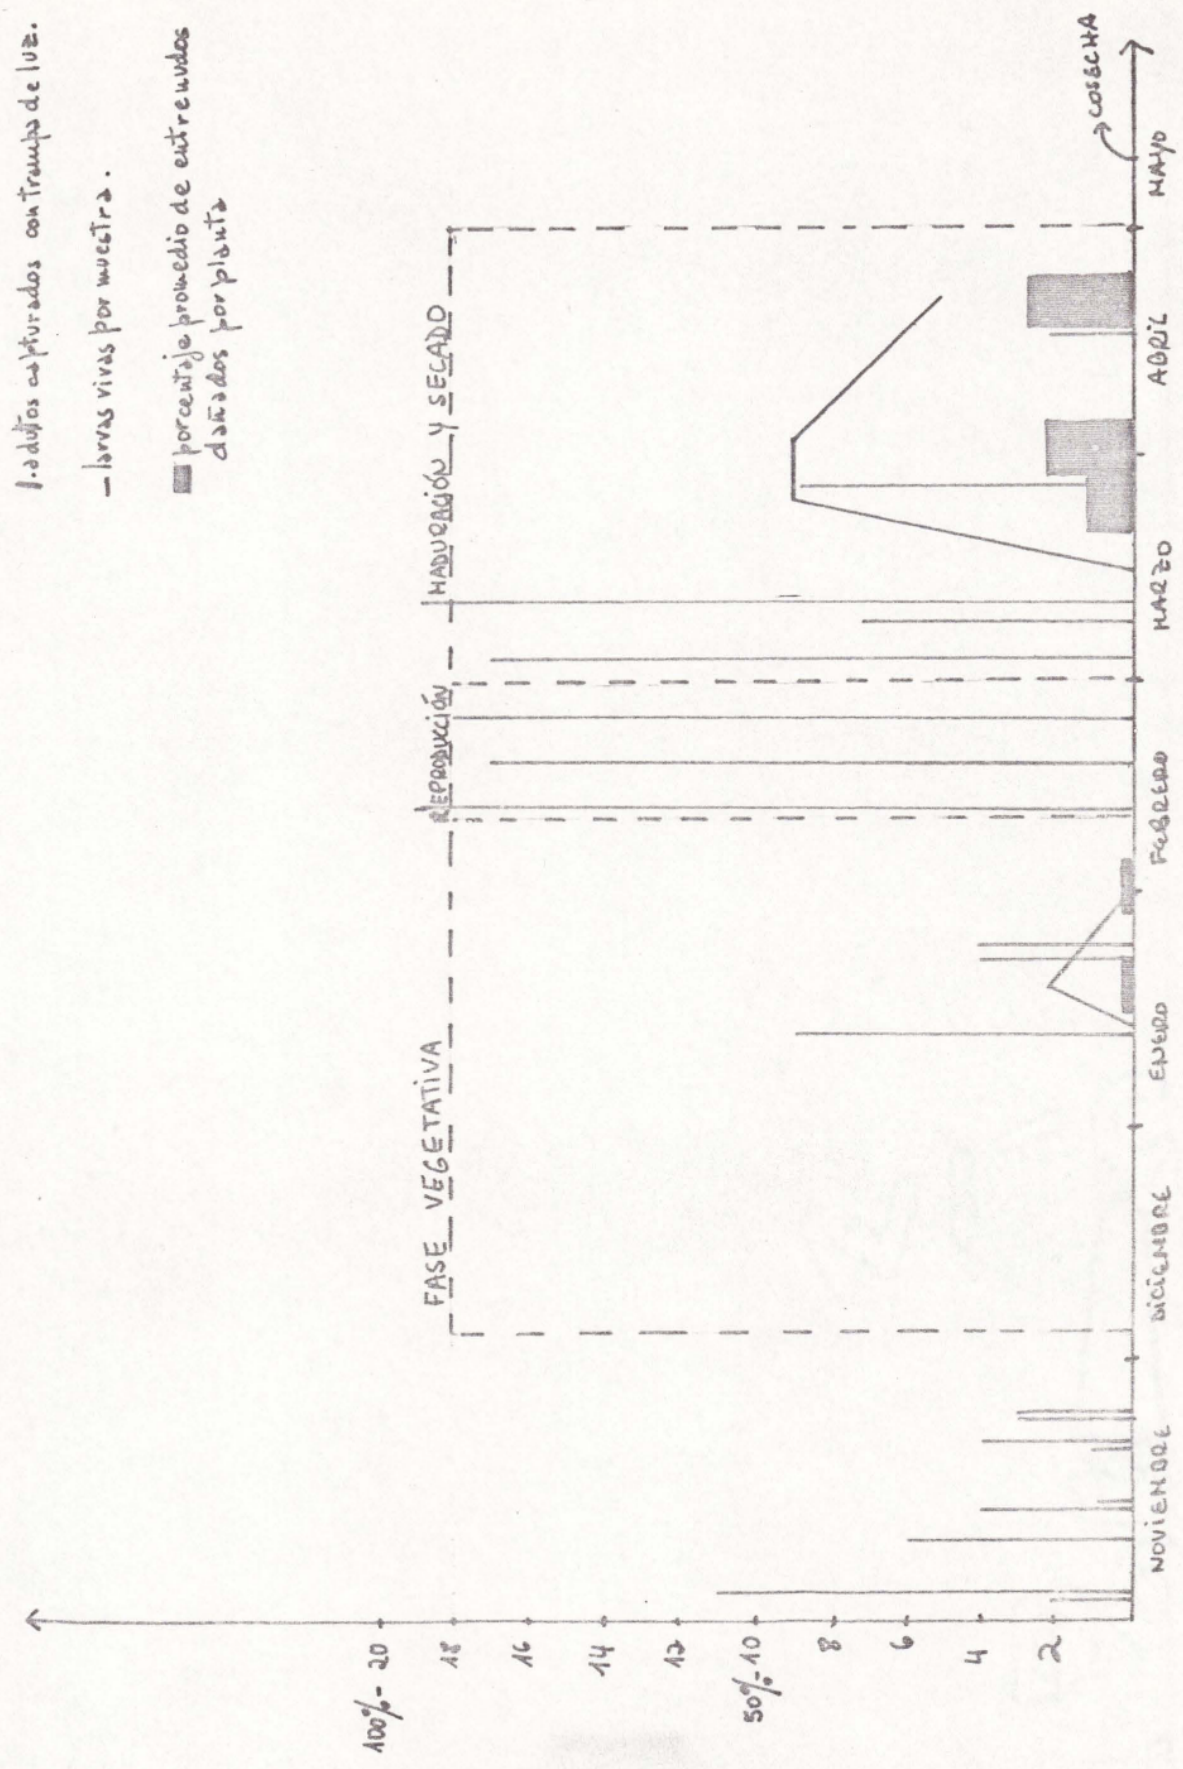 1.adultos capturados con trampa de luz.
- larvas vivas por muestra.
porcentaje promedio de entrenudos
dañados por planta
FASE VEGETATIVA
REPRODUCCIÓN
MADURACIÓN Y SECADO
100%- 20
18
16
14
12
50%-10
8
6
4
2
COSECHA
NOVIEMBRE
DICIEMBRE
ENERO
FEBRERO
MARZO
ABRIL
MAYO